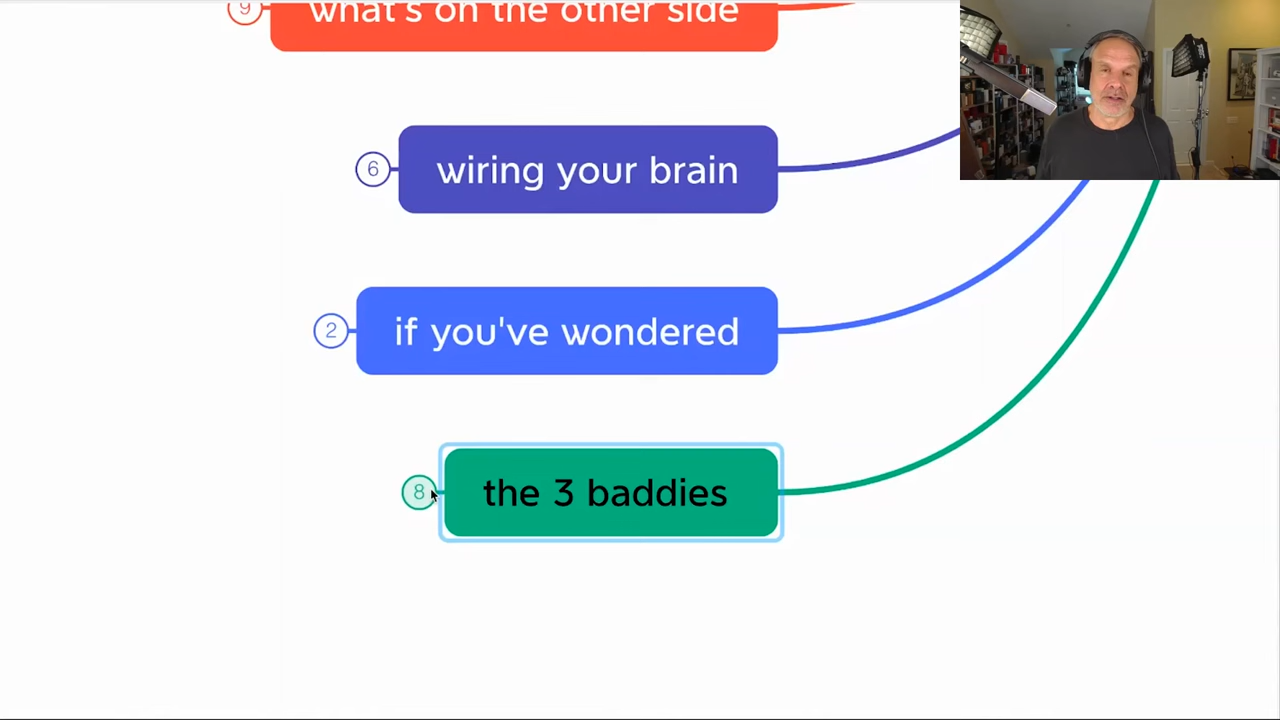 9
what's on the other side
6
wiring your brain
2
if you've wondered
8
the 3 baddies